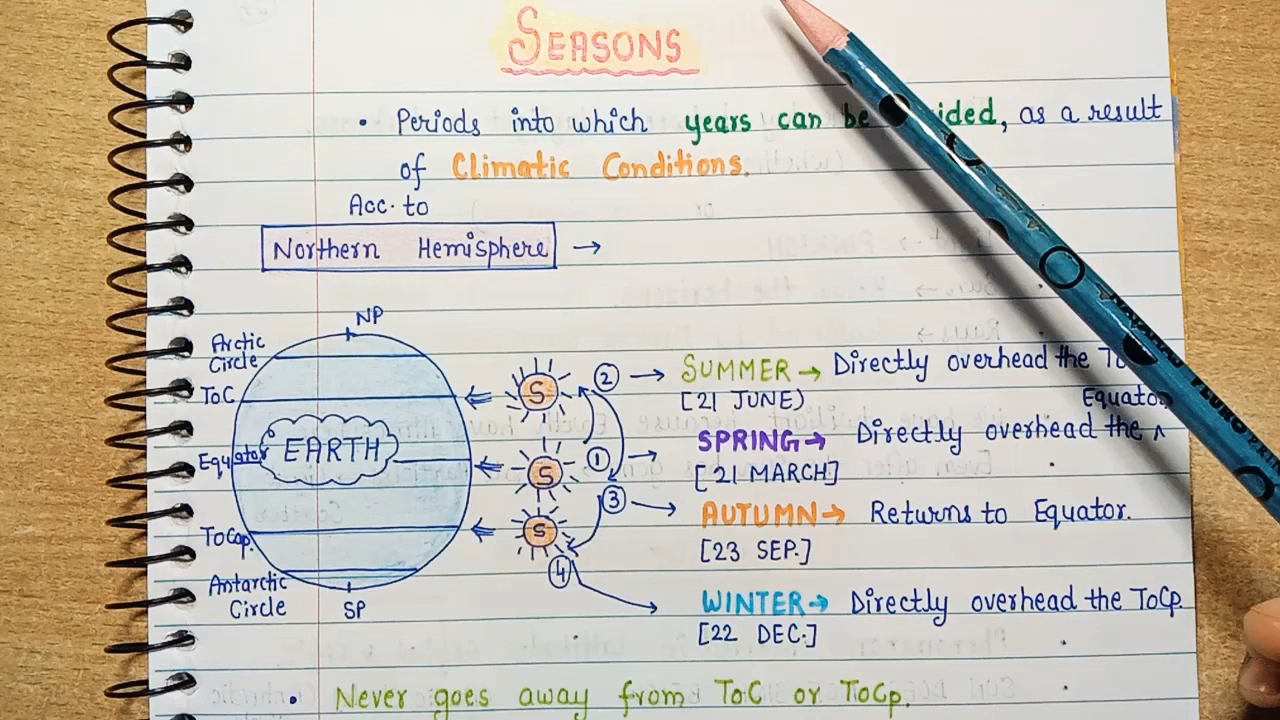 SEASONS
• Periods into which years can be ided, as a result
of Climatic Conditions.
Acc. to
Northern Hemisphere →
NP
Arctic
Circle
ToC
EARTH
Equator
ToCap.
Antarctic
Circle
SP
S
S
S
② → SUMMER → Directly overhead the
[21 JUNE)
Equator
① → SPRING → Directly overhead the ^
[21 MARCH]
③ → AUTUMN → Returns to Equator.
[23 SEP.]
④ → WINTER → Directly overhead the ToCp.
[22 DEC.]
• Never goes away from ToC or ToCp.